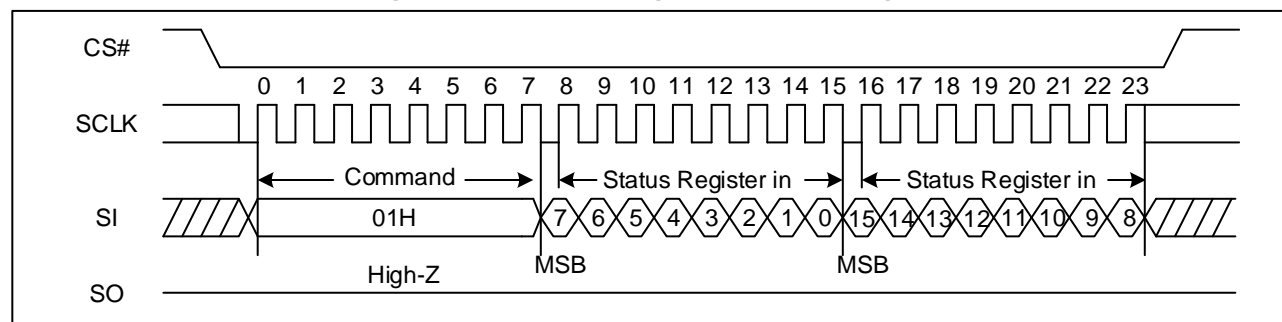 CS#
0 1 2 3 4 5 6 7 8 9 10 11 12 13 14 15 16 17 18 19 20 21 22 23
SCLK
Command Status Register in Status Register in
SI 01H 7 6 5 4 3 2 1 0 15 14 13 12 11 10 9 8
High-Z MSB MSB
SO